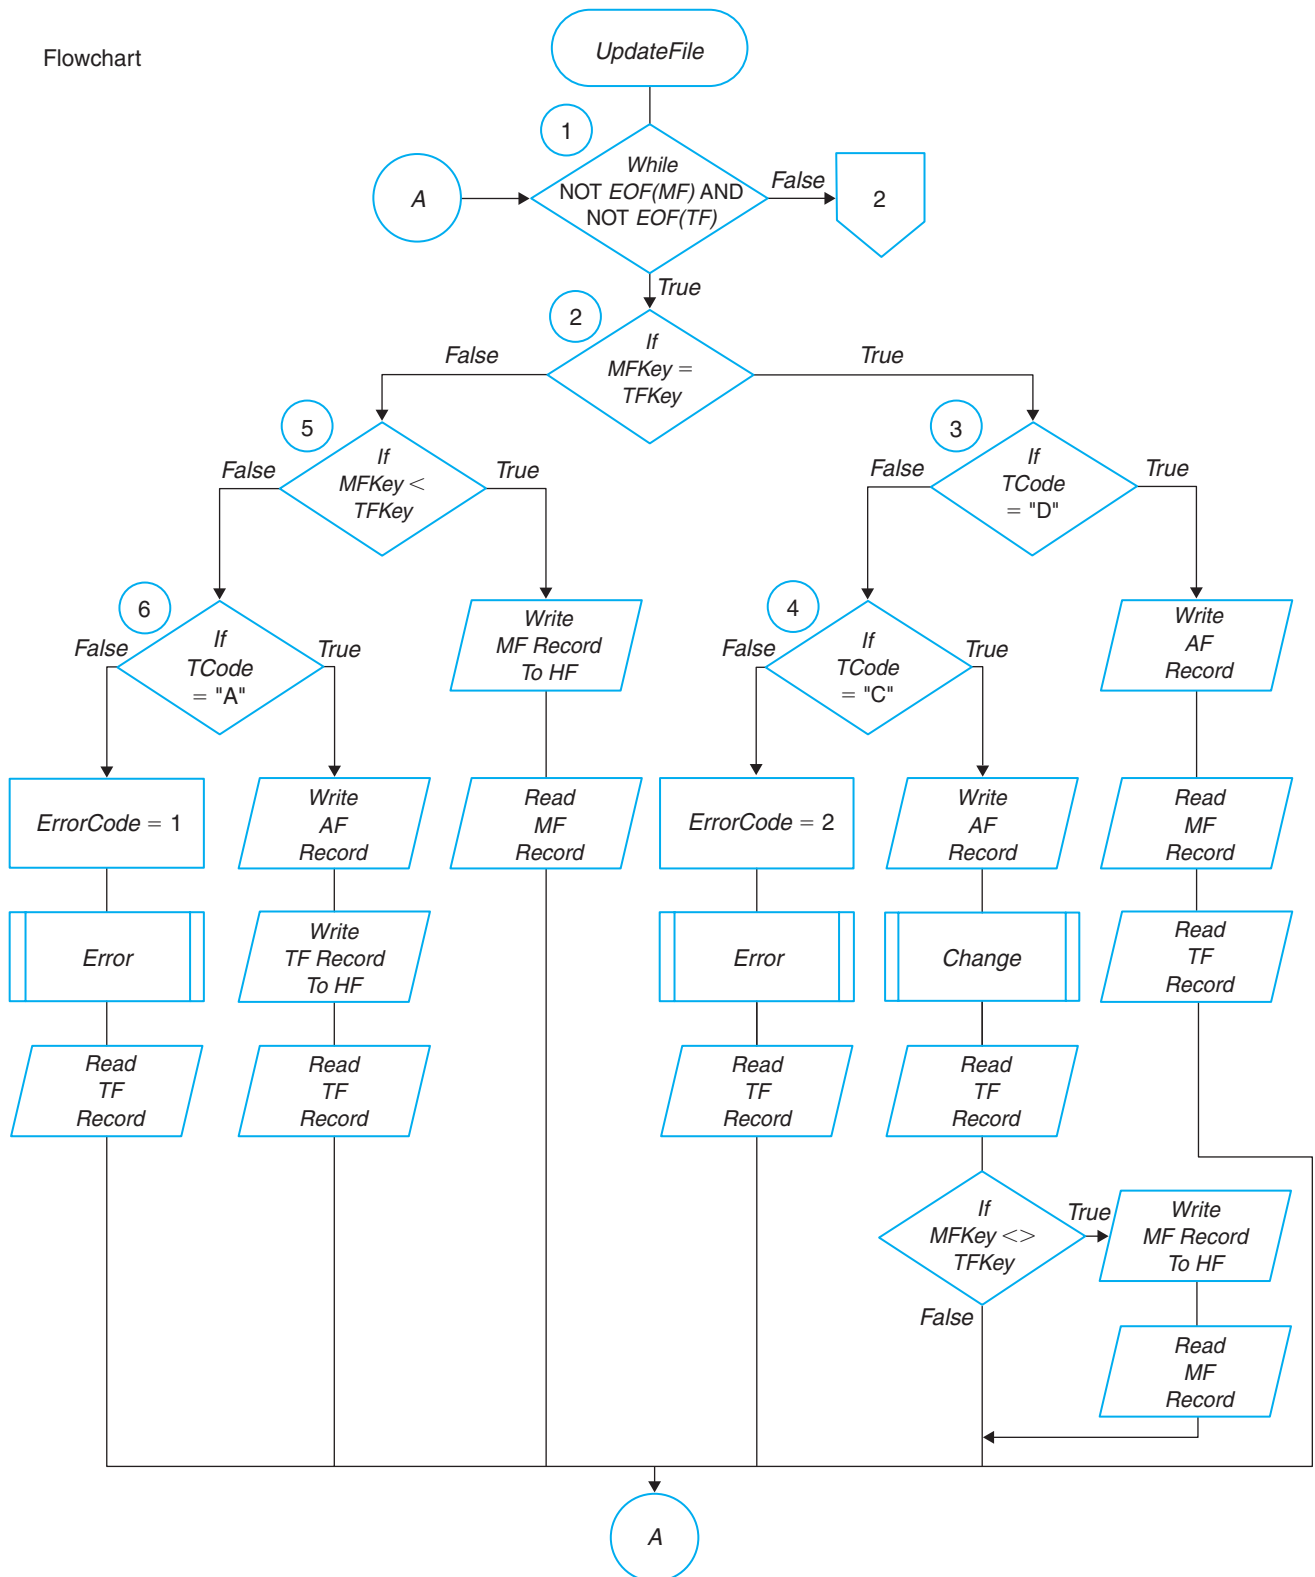 Flowchart
UpdateFile
1
While
NOT EOF(MF) AND
NOT EOF(TF)
A
False
2
True
2
If
MFKey =
TFKey
False
True
5
If
MFKey <
TFKey
False
True
3
If
TCode
= "D"
False
True
6
If
TCode
= "A"
False
True
Write
MF Record
To HF
4
If
TCode
= "C"
False
True
Write
AF
Record
ErrorCode = 1
Write
AF
Record
Read
MF
Record
ErrorCode = 2
Write
AF
Record
Read
MF
Record
Error
Write
TF Record
To HF
Error
Change
Read
TF
Record
Read
TF
Record
Read
TF
Record
Read
TF
Record
Read
TF
Record
If
MFKey <>
TFKey
True
False
Write
MF Record
To HF
Read
MF
Record
A